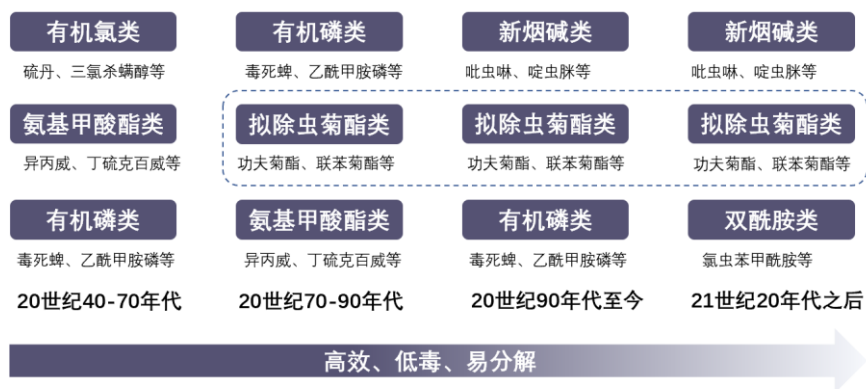 有机氯类 有机磷类 新烟碱类 新烟碱类
硫丹、三氯杀螨醇等 毒死蜱、乙酰甲胺磷等 吡虫啉、啶虫脒等 吡虫啉、啶虫脒等
氨基甲酸酯类 拟除虫菊酯类 拟除虫菊酯类 拟除虫菊酯类
异丙威、丁硫克百威等 功夫菊酯、联苯菊酯等 功夫菊酯、联苯菊酯等 功夫菊酯、联苯菊酯等
有机磷类 氨基甲酸酯类 有机磷类 双酰胺类
毒死蜱、乙酰甲胺磷等 异丙威、丁硫克百威等 毒死蜱、乙酰甲胺磷等 氯虫苯甲酰胺等
20世纪40-70年代 20世纪70-90年代 20世纪90年代至今 21世纪20年代之后
高效、低毒、易分解